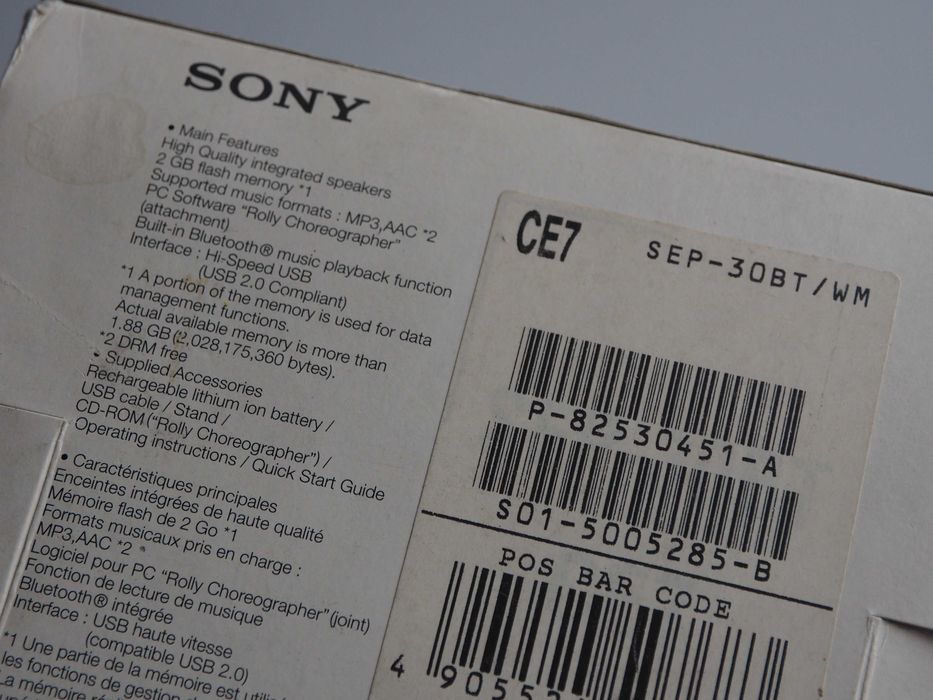 SONY
• Main Features
High Quality integrated speakers
2 GB flash memory *1
Supported music formats : MP3,AAC *2
PC Software “Rolly Choreographer”
(attachment)
Built-in Bluetooth® music playback function
Interface : Hi-Speed USB
(USB 2.0 Compliant)
*1 A portion of the memory is used for data
management functions.
Actual available memory is more than
1.88 GB (2,028,175,360 bytes).
*2 DRM free
• Supplied Accessories
Rechargeable lithium ion battery /
USB cable / Stand /
CD-ROM (“Rolly Choreographer”) /
Operating instructions / Quick Start Guide
• Caractéristiques principales
Enceintes intégrées de haute qualité
Mémoire flash de 2 Go *1
Formats musicaux pris en charge :
MP3,AAC *2
Logiciel pour PC “Rolly Choreographer” (joint)
Fonction de lecture de musique
Bluetooth® intégrée
Interface : USB haute vitesse
(compatible USB 2.0)
*1 Une partie de la mémoire est
les fonctions de gestion
La mémoire
CE7 SEP-30BT/WM
P-82530451-A
S01-5005285-B
POS BAR CODE
4 9055